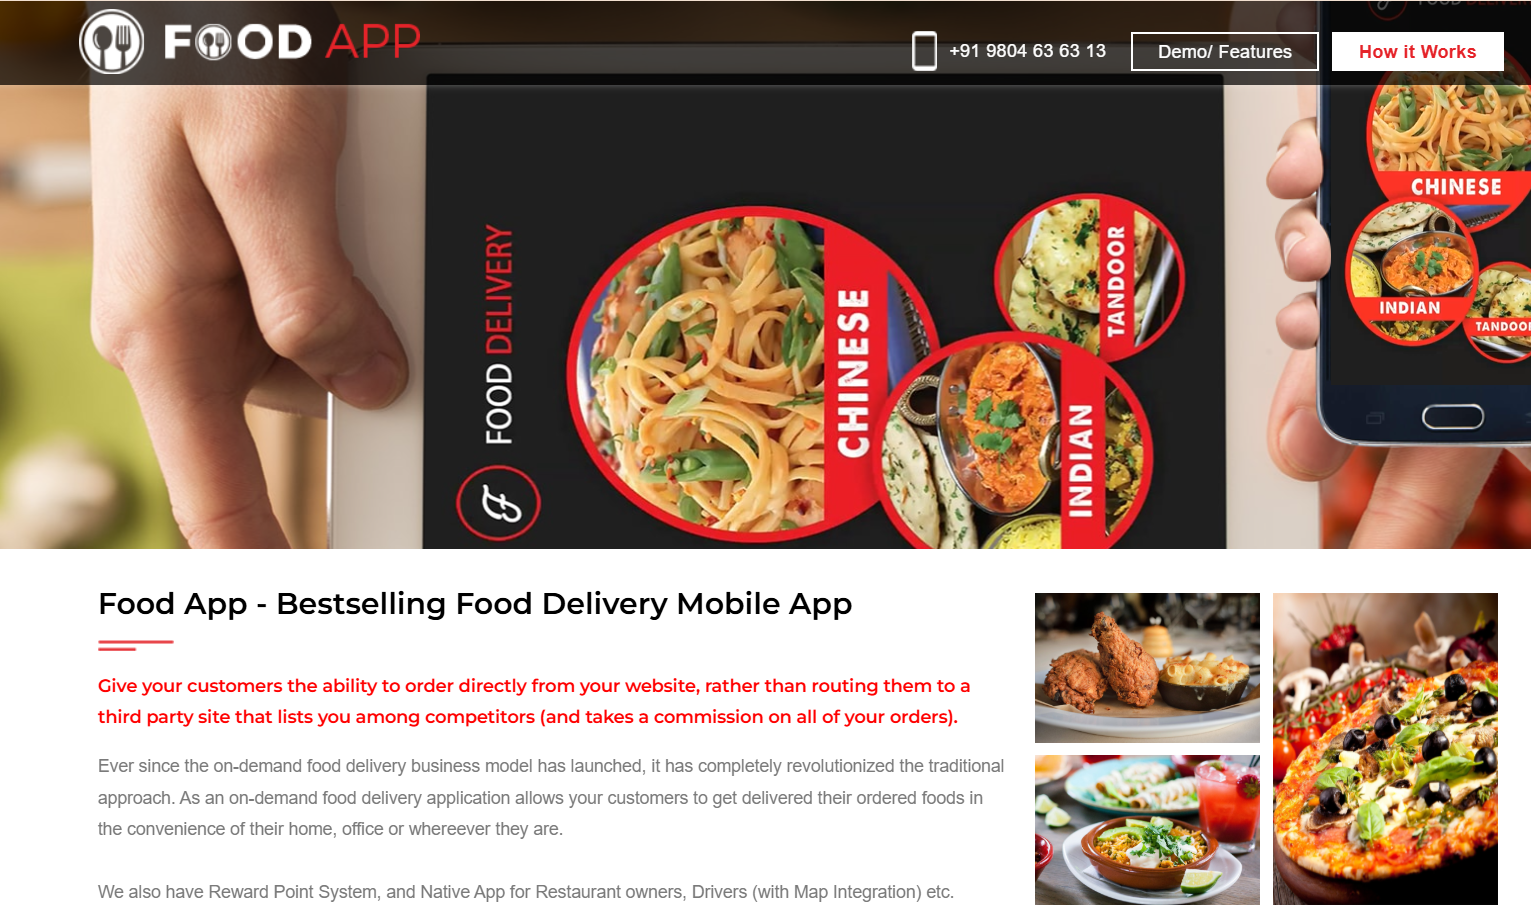 FOOD APP
+91 9804 63 63 13
Demo/ Features
How it Works
FOOD DELIVERY
CHINESE
TANDOOR
INDIAN
CHINESE
INDIAN
Food App - Bestselling Food Delivery Mobile App
Give your customers the ability to order directly from your website, rather than routing them to a
third party site that lists you among competitors (and takes a commission on all of your orders).
Ever since the on-demand food delivery business model has launched, it has completely revolutionized the traditional
approach. As an on-demand food delivery application allows your customers to get delivered their ordered foods in
the convenience of their home, office or whereever they are.
We also have Reward Point System, and Native App for Restaurant owners, Drivers (with Map Integration) etc.